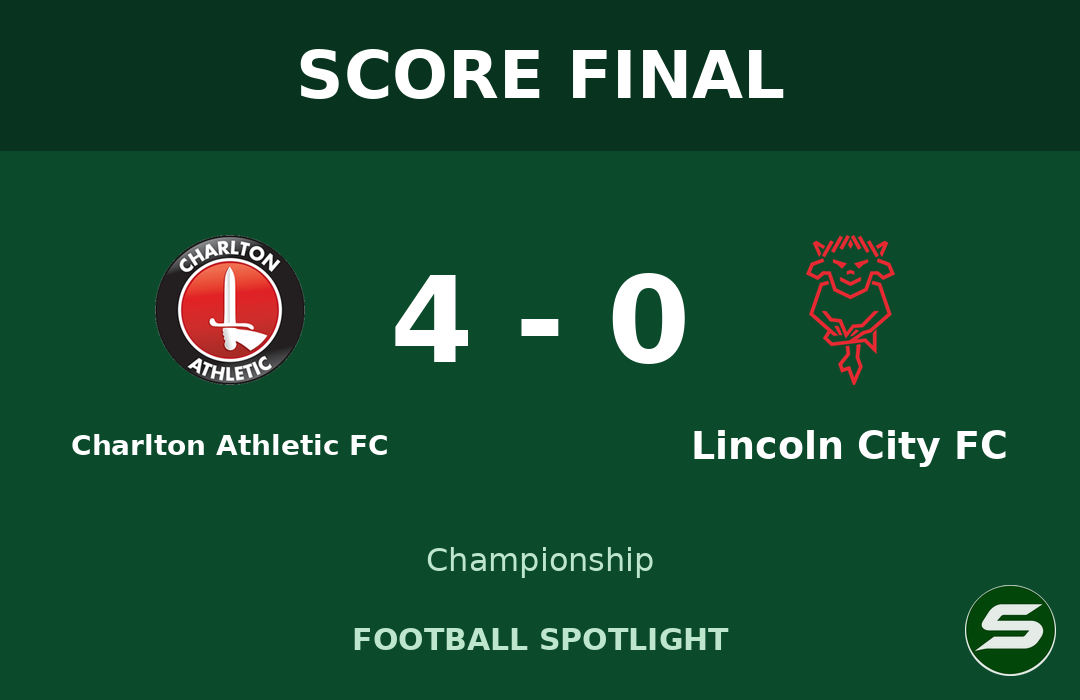 SCORE FINAL
CHARLTON
ATHLETIC
4 - 0
Charlton Athletic FC
Lincoln City FC
Championship
FOOTBALL SPOTLIGHT
S